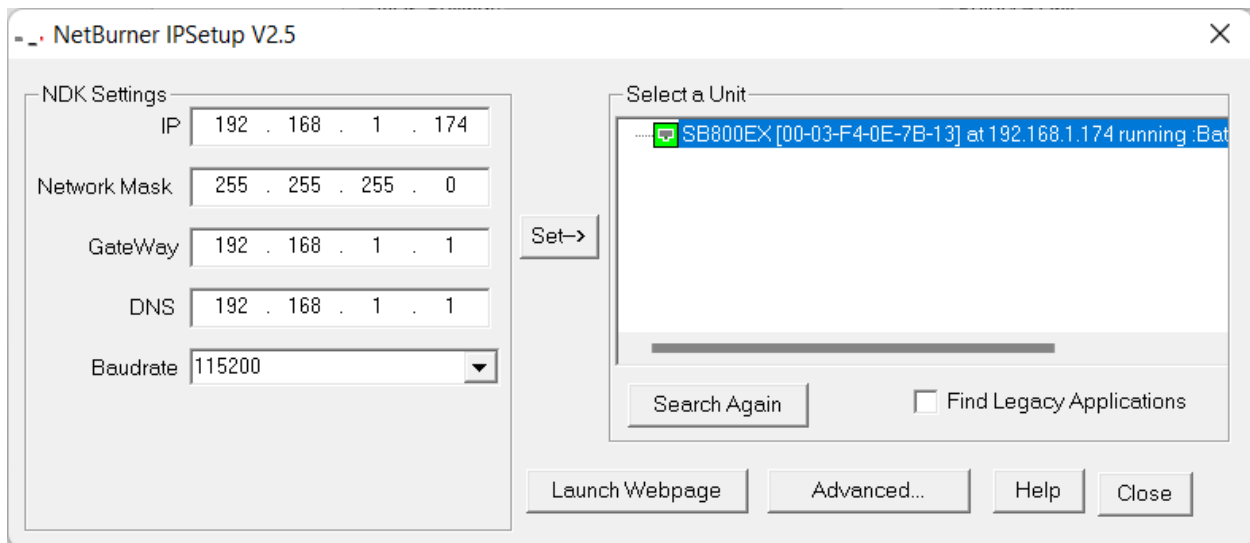 NetBurner IPSetup V2.5
NDK Settings
IP 192 . 168 . 1 . 174
Network Mask 255 . 255 . 255 . 0
GateWay 192 . 168 . 1 . 1
DNS 192 . 168 . 1 . 1
Baudrate 115200
Set->
Select a Unit
SB800EX [00-03-F4-0E-7B-13] at 192.168.1.174 running :Bat
Search Again
Find Legacy Applications
Launch Webpage
Advanced...
Help
Close